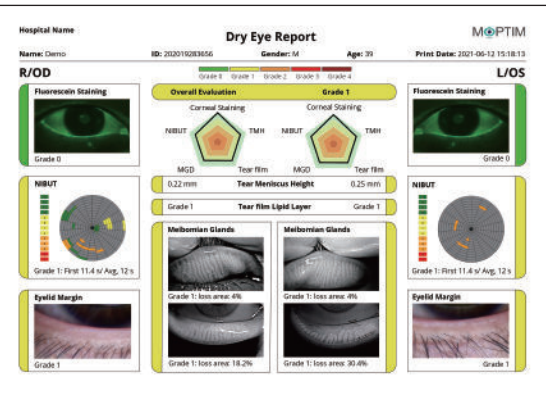 Hospital Name
Dry Eye Report
MOPTIM
Name: Demo
ID: 202019283656
Gender: M
Age: 39
Print Date: 2021-06-12 15:18:13
R/OD
Grade 0 Grade 1 Grade 2 Grade 3 Grade 4
L/OS
Fluorescein Staining
Grade 0
Overall Evaluation Grade 1
Corneal Staining
NIBUT
TMH
MGD
Tear film
Corneal Staining
NIBUT
TMH
MGD
Tear film
Fluorescein Staining
Grade 0
0.22 mm Tear Meniscus Height 0.25 mm
Grade 1 Tear film Lipid Layer Grade 1
NIBUT
Grade 1: First 11.4 s/ Avg, 12 s
Meibomian Glands
Grade 1: loss area: 4%
Grade 1: loss area: 18.2%
Meibomian Glands
Grade 1: loss area: 4%
Grade 1: loss area: 30.4%
NIBUT
Grade 1: First 11.4 s/ Avg, 12 s
Eyelid Margin
Grade 1
Eyelid Margin
Grade 1